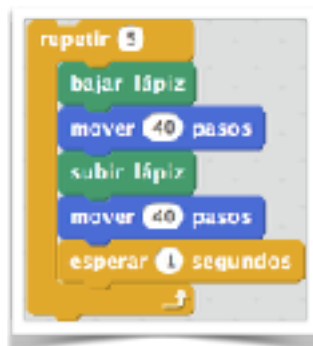 repetir 5
bajar lápiz
mover 40 pasos
subir lápiz
mover 40 pasos
esperar 1 segundos